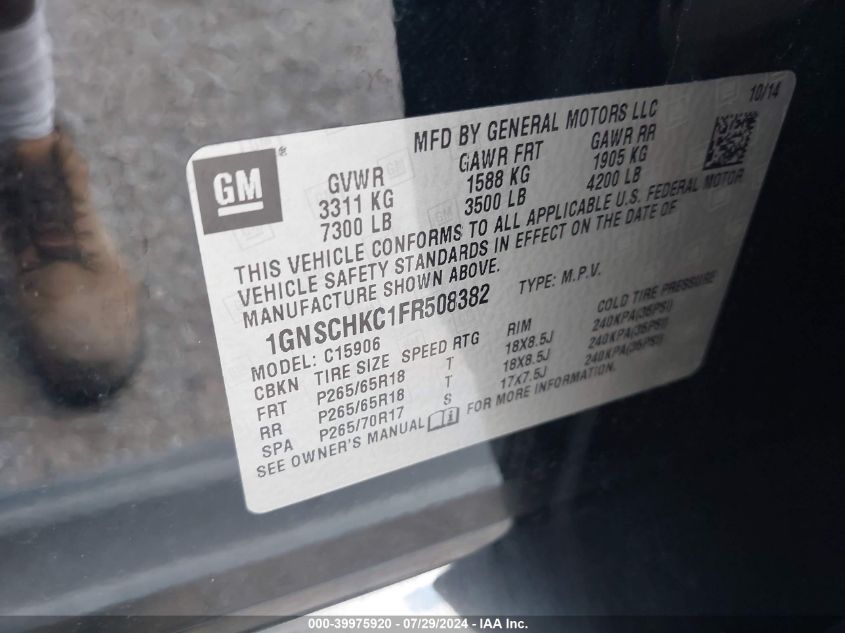 GM
®
MFD BY GENERAL MOTORS LLC
10/14
GVWR GAWR FRT GAWR RR
3311 KG 1588 KG 1905 KG
7300 LB 3500 LB 4200 LB
THIS VEHICLE CONFORMS TO ALL APPLICABLE U.S. FEDERAL MOTOR
VEHICLE SAFETY STANDARDS IN EFFECT ON THE DATE OF
MANUFACTURE SHOWN ABOVE.
1GNSCHKC1FR508382 TYPE: M.P.V.
MODEL: C15906
CBKN TIRE SIZE SPEED RTG RIM COLD TIRE PRESSURE
FRT P265/65R18 T 18X8.5J 240KPA(35PSI)
RR P265/65R18 T 18X8.5J 240KPA(35PSI)
SPA P265/70R17 S 17X7.5J 240KPA(35PSI)
SEE OWNER'S MANUAL FOR MORE INFORMATION.
000-39975920 - 07/29/2024 - IAA Inc.